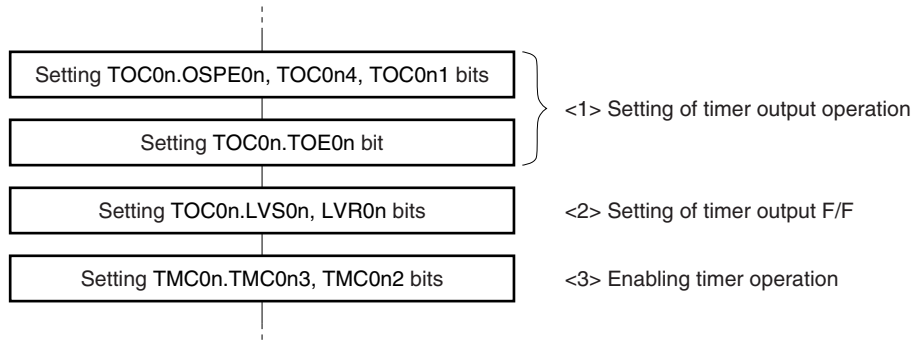 Setting TOC0n.OSPE0n, TOC0n4, TOC0n1 bits
<1> Setting of timer output operation
Setting TOC0n.TOE0n bit
Setting TOC0n.LVS0n, LVR0n bits
<2> Setting of timer output F/F
Setting TMC0n.TMC0n3, TMC0n2 bits
<3> Enabling timer operation